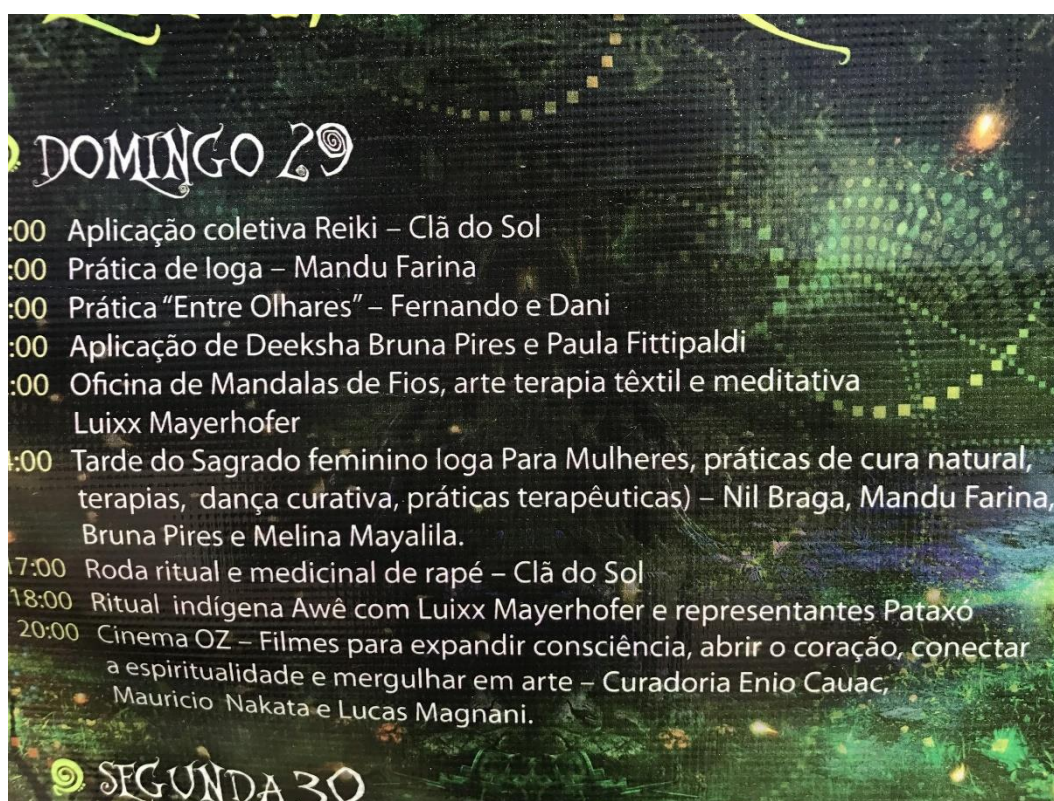 DOMINGO 29
:00 Aplicação coletiva Reiki – Clã do Sol
:00 Prática de Ioga – Mandu Farina
:00 Prática “Entre Olhares” – Fernando e Dani
:00 Aplicação de Deeksha Bruna Pires e Paula Fittipaldi
:00 Oficina de Mandalas de Fios, arte terapia têxtil e meditativa
Luixx Mayerhofer
:00 Tarde do Sagrado feminino Ioga Para Mulheres, práticas de cura natural,
terapias, dança curativa, práticas terapêuticas) – Nil Braga, Mandu Farina,
Bruna Pires e Melina Mayalila.
17:00 Roda ritual e medicinal de rapé – Clã do Sol
18:00 Ritual indígena Awê com Luixx Mayerhofer e representantes Pataxó
20:00 Cinema OZ – Filmes para expandir consciência, abrir o coração, conectar
a espiritualidade e mergulhar em arte – Curadoria Enio Cauac,
Mauricio Nakata e Lucas Magnani.
SEGUNDA 30